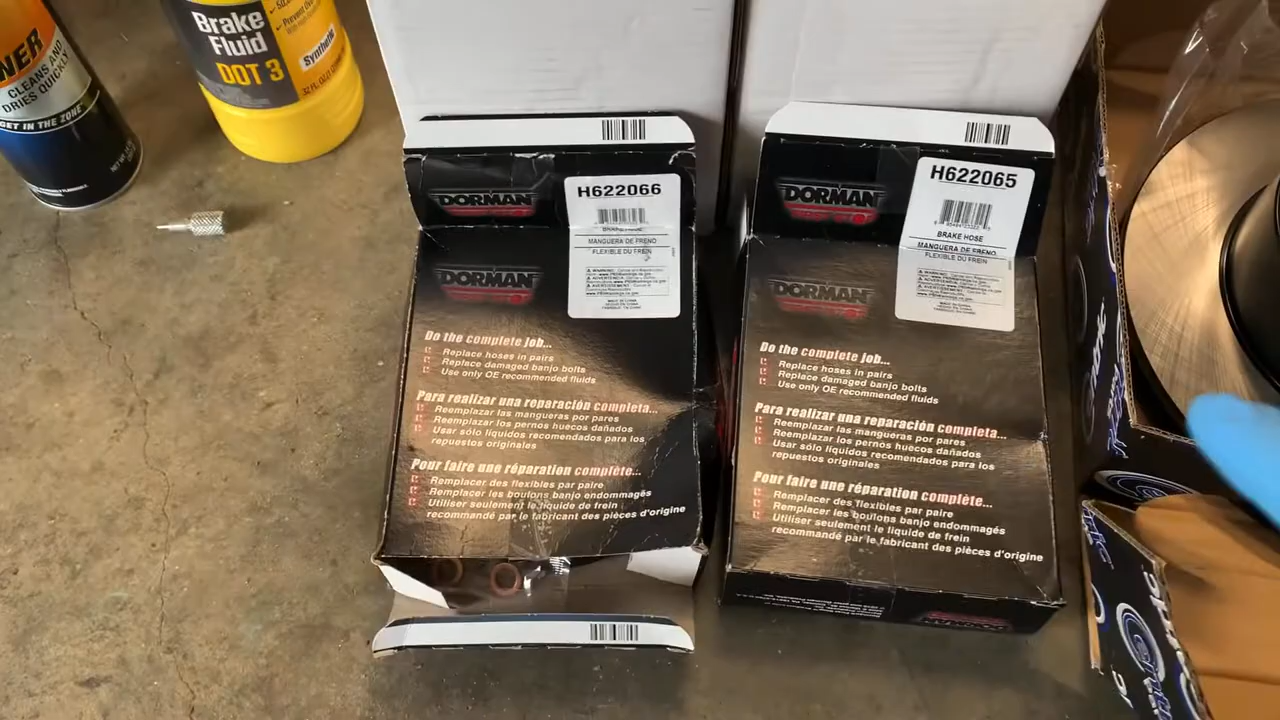 NER
CLEANS AND
DRIES QUICKLY
GET IN THE ZONE
Brake
Fluid
DOT 3
Synthetic
DORMAN
H622066
BRAKE HOSE
MANGUERA DE FRENO
FLEXIBLE DU FREIN
DORMAN
Do the complete job...
Replace hoses in pairs
Replace damaged banjo bolts
Use only OE recommended fluids
Para realizar una reparación completa...
Reemplazar las mangueras por pares
Reemplazar los pernos huecos dañados
Usar sólo líquidos recomendados para los
repuestos originales
Pour faire une réparation complète...
Remplacer des flexibles par paire
Remplacer les boulons banjo endommagés
Utiliser seulement le liquide de frein
recommandé par le fabricant des pièces d'origine
DORMAN
H622065
BRAKE HOSE
MANGUERA DE FRENO
FLEXIBLE DU FREIN
DORMAN
Do the complete job...
Replace hoses in pairs
Replace damaged banjo bolts
Use only OE recommended fluids
Para realizar una reparación completa...
Reemplazar las mangueras por pares
Reemplazar los pernos huecos dañados
Usar sólo líquidos recomendados para los
repuestos originales
Pour faire une réparation complète...
Remplacer des flexibles par paire
Remplacer les boulons banjo endommagés
Utiliser seulement le liquide de frein
recommandé par le fabricant des pièces d'origine